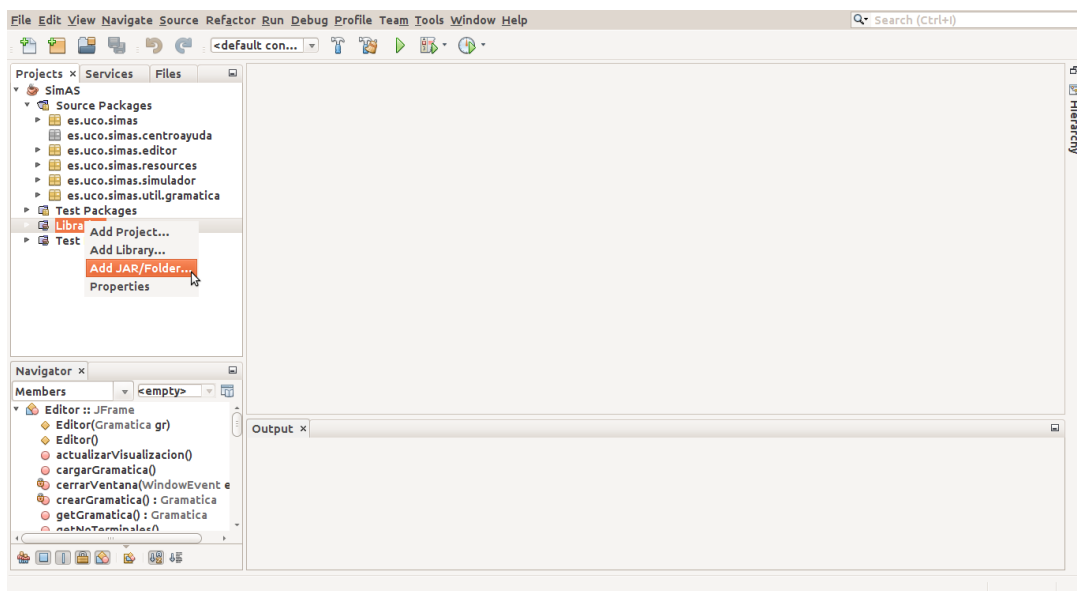 File Edit View Navigate Source Refactor Run Debug Profile Team Tools Window Help
Search (Ctrl+I)
<default con...
Projects × Services Files
SimAS
Source Packages
es.uco.simas
es.uco.simas.centroayuda
es.uco.simas.editor
es.uco.simas.resources
es.uco.simas.simulador
es.uco.simas.util.gramatica
Test Packages
Libra
Test
Add Project...
Add Library...
Add JAR/Folder...
Properties
Hierarchy
Navigator ×
Members <empty>
Editor :: JFrame
Editor(Gramatica gr)
Editor()
actualizarVisualizacion()
cargarGramatica()
cerrarVentana(WindowEvent e
crearGramatica() : Gramatica
getGramatica() : Gramatica
getNoTerminales()
Output ×